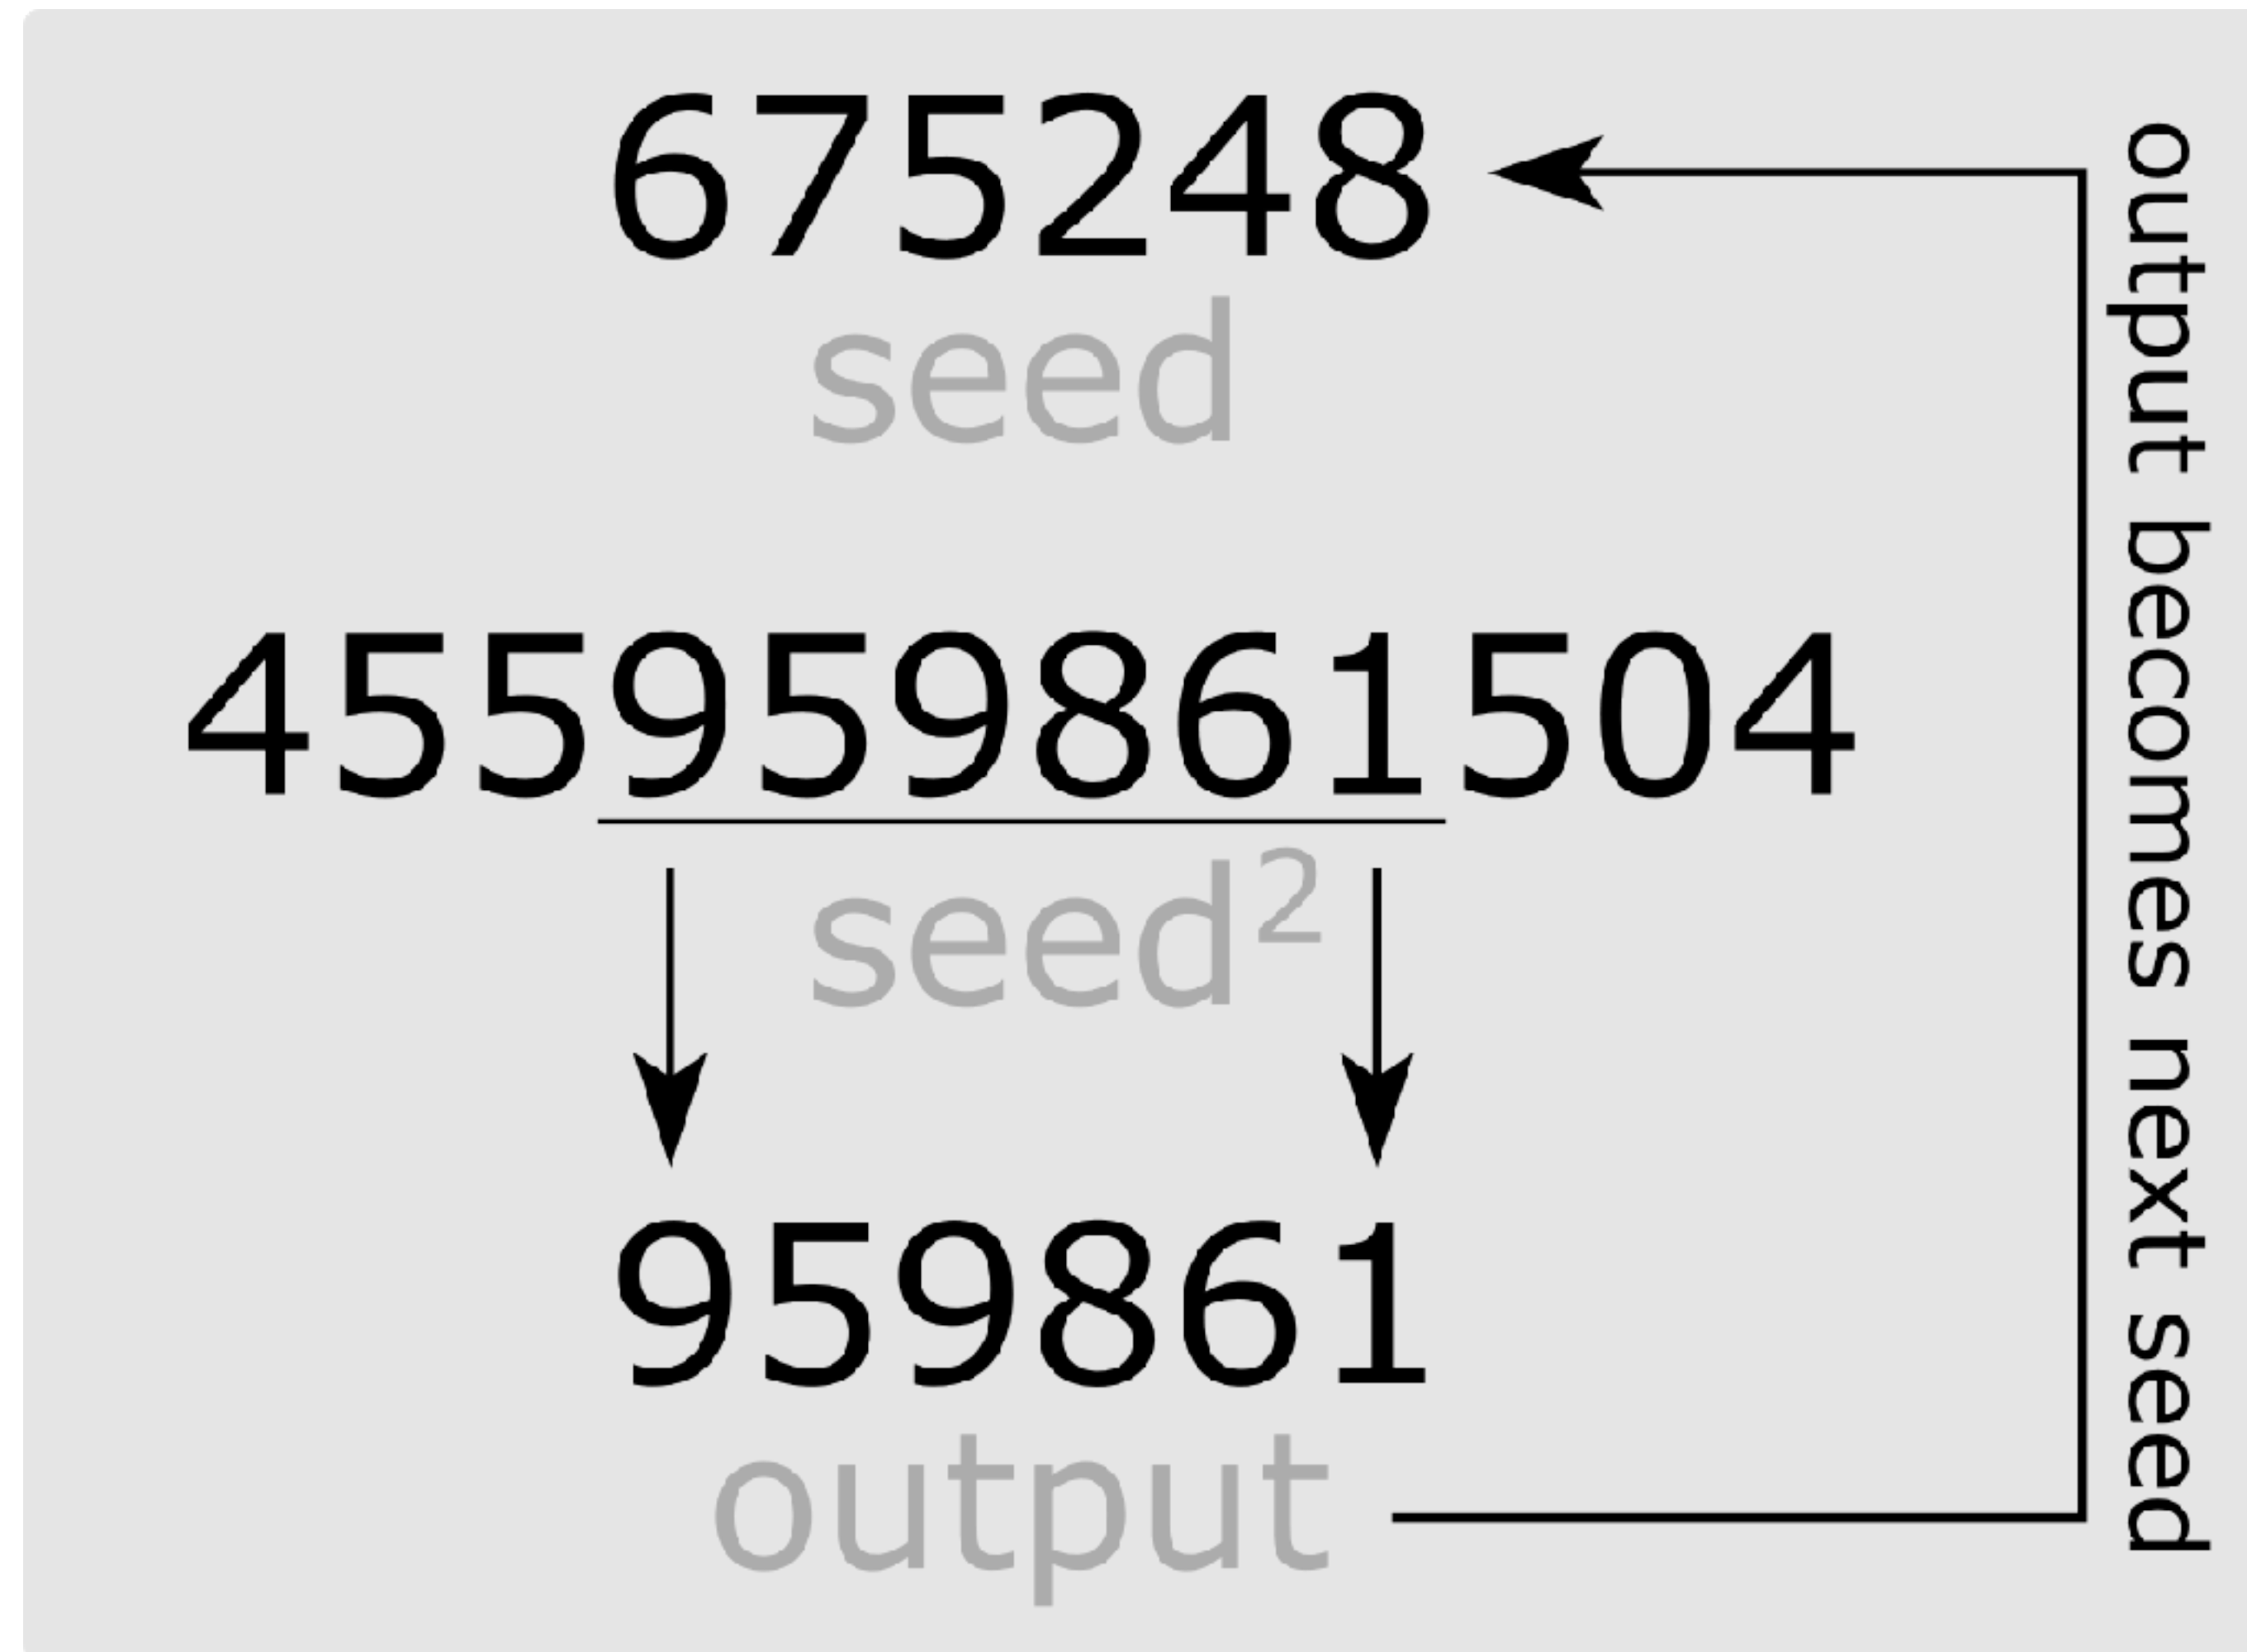 675248
seed
455959861504
seed²
959861
output
output becomes next seed